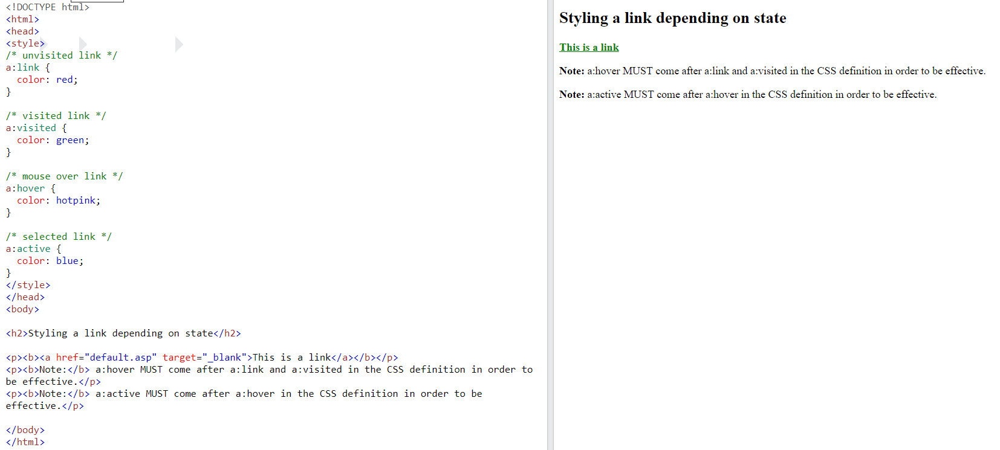 <!DOCTYPE html>
<html>
<head>
<style>
/* unvisited link */
a:link {
  color: red;
}

/* visited link */
a:visited {
  color: green;
}

/* mouse over link */
a:hover {
  color: hotpink;
}

/* selected link */
a:active {
  color: blue;
}
</style>
</head>
<body>

<h2>Styling a link depending on state</h2>

<p><b><a href="default.asp" target="_blank">This is a link</a></b></p>
<p><b>Note:</b> a:hover MUST come after a:link and a:visited in the CSS definition in order to
be effective.</p>
<p><b>Note:</b> a:active MUST come after a:hover in the CSS definition in order to be
effective.</p>

</body>
</html>
Styling a link depending on state
This is a link
Note: a:hover MUST come after a:link and a:visited in the CSS definition in order to be effective.
Note: a:active MUST come after a:hover in the CSS definition in order to be effective.